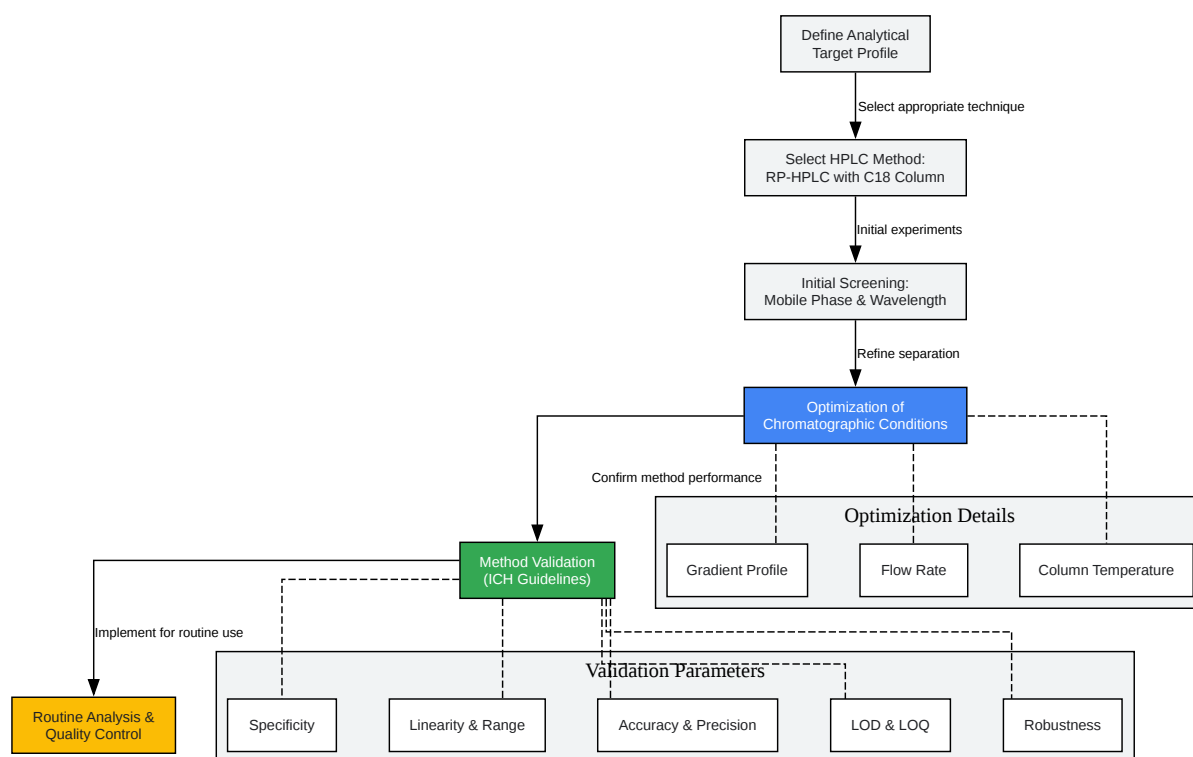 Define Analytical
Target Profile
Select appropriate technique
Select HPLC Method:
RP-HPLC with C18 Column
Initial experiments
Initial Screening:
Mobile Phase & Wavelength
Refine separation
Optimization of
Chromatographic Conditions
Confirm method performance
Optimization Details
Gradient Profile
Flow Rate
Column Temperature
Method Validation
(ICH Guidelines)
Implement for routine use
Validation Parameters
Routine Analysis &
Quality Control
Specificity
Linearity & Range
Accuracy & Precision
LOD & LOQ
Robustness